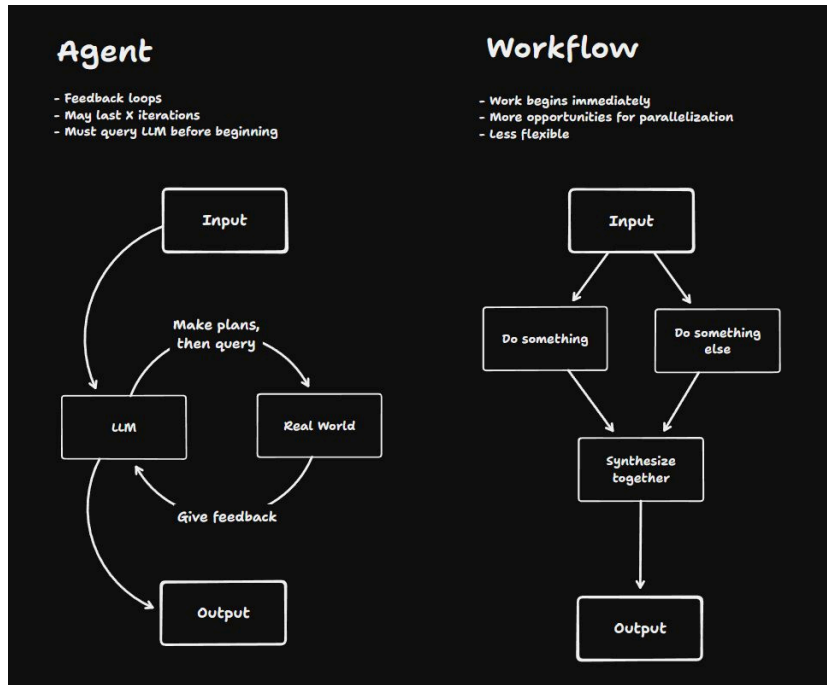 Agent
- Feedback loops
- May last X iterations
- Must query LLM before beginning
Input
Make plans,
then query
LLM
Real World
Give feedback
Output
Workflow
- Work begins immediately
- More opportunities for parallelization
- Less flexible
Input
Do something
Do something
else
Synthesize
together
Output